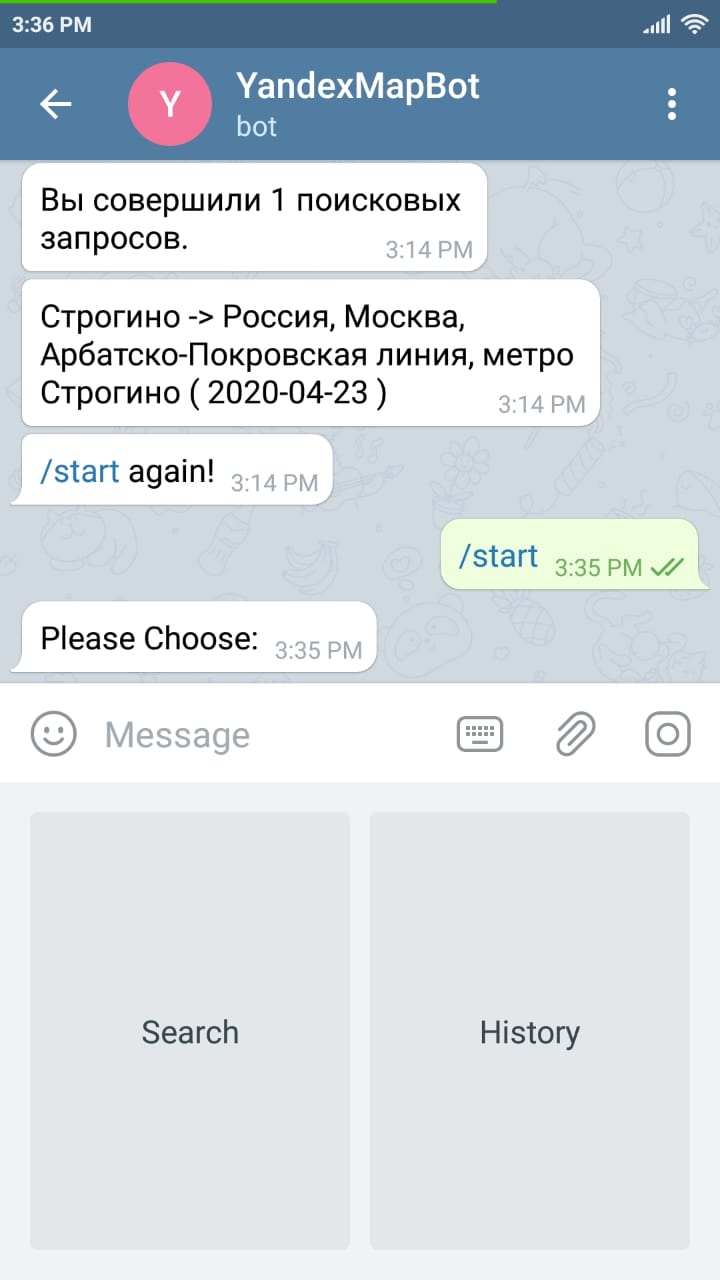 3:36 PM
Y
YandexMapBot
bot
Вы совершили 1 поисковых
запросов.
3:14 PM
Строгино -> Россия, Москва,
Арбатско-Покровская линия, метро
Строгино ( 2020-04-23 )
3:14 PM
/start again! 3:14 PM
/start 3:35 PM
Please Choose: 3:35 PM
Message
Search
History